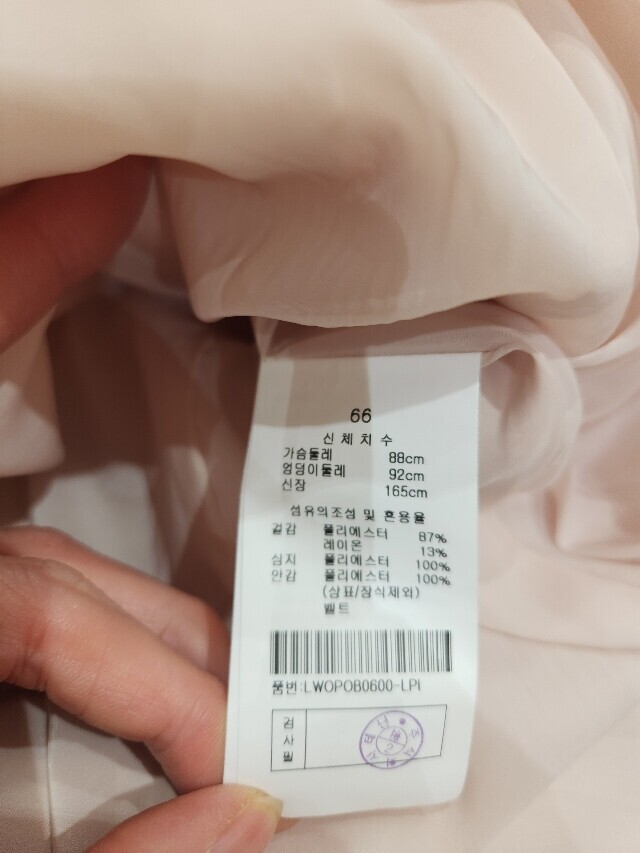 66
신체치수
가슴둘레 88cm
엉덩이둘레 92cm
신장 165cm
섬유의조성 및 혼용율
겉감 폴리에스터 87%
레이온 13%
심지 폴리에스터 100%
안감 폴리에스터 100%
(상표/장식제외)
벨트
품번:LWOPOB0600-LPI
검사필